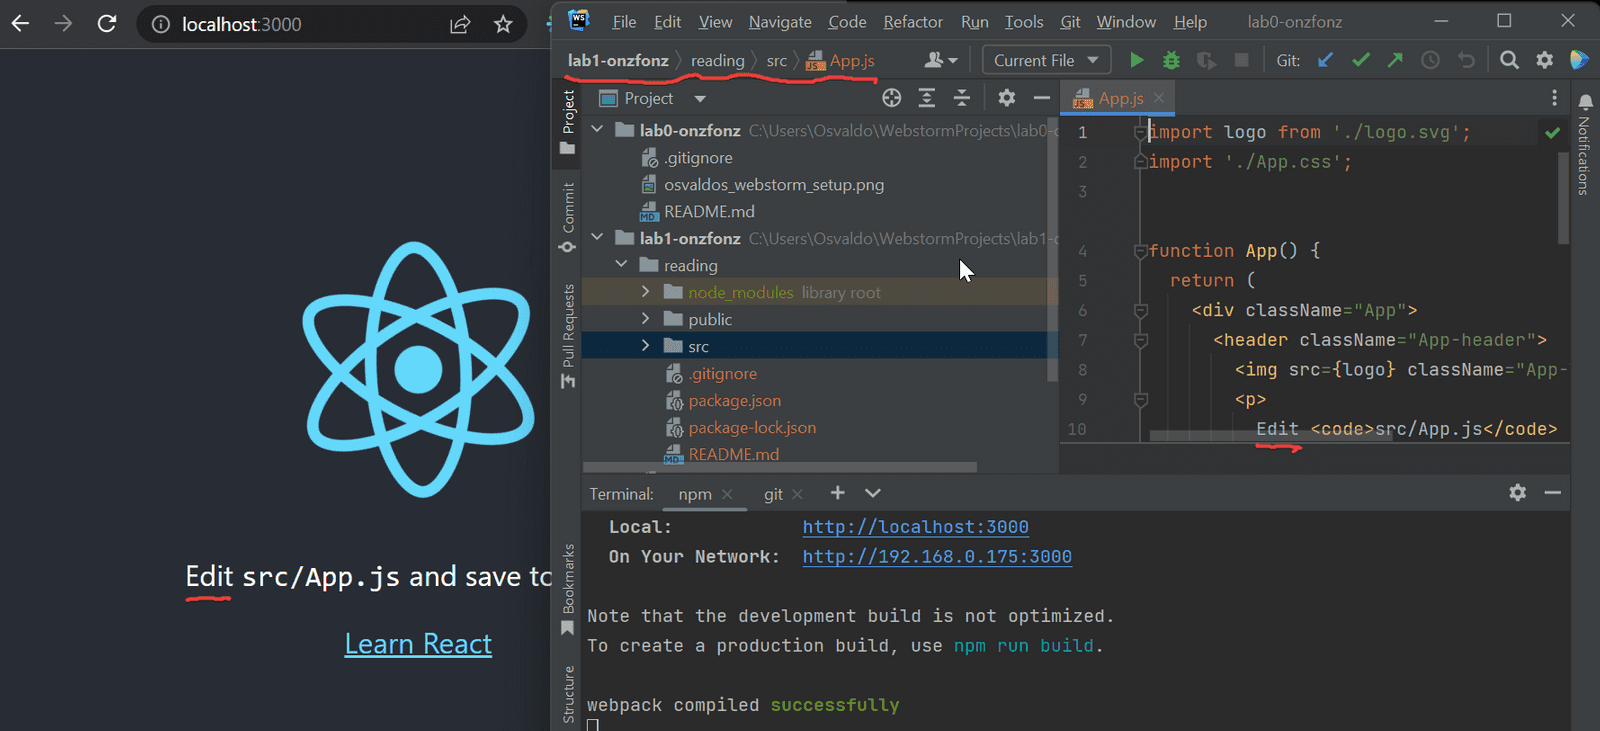 localhost:3000
Edit src/App.js and save to
Learn React
WS File Edit View Navigate Code Refactor Run Tools Git Window Help lab0-onzfonz
lab1-onzfonz reading src JS App.js Current File Git:
Project
Commit
Pull Requests
Bookmarks
Structure
Project
lab0-onzfonz C:\Users\Osvaldo\WebstormProjects\lab0-
.gitignore
osvaldos_webstorm_setup.png
MD README.md
lab1-onzfonz C:\Users\Osvaldo\WebstormProjects\lab1-
reading
node_modules library root
public
src
.gitignore
package.json
package-lock.json
MD README.md
JS App.js
1 import logo from './logo.svg';
2 import './App.css';
3
4 function App() {
5 return (
6 <div className="App">
7 <header className="App-header">
8 <img src={logo} className="App-
9 <p>
10 Edit <code>src/App.js</code>
Notifications
Terminal: npm git
Local: http://localhost:3000
On Your Network: http://192.168.0.175:3000
Note that the development build is not optimized.
To create a production build, use npm run build.
webpack compiled successfully